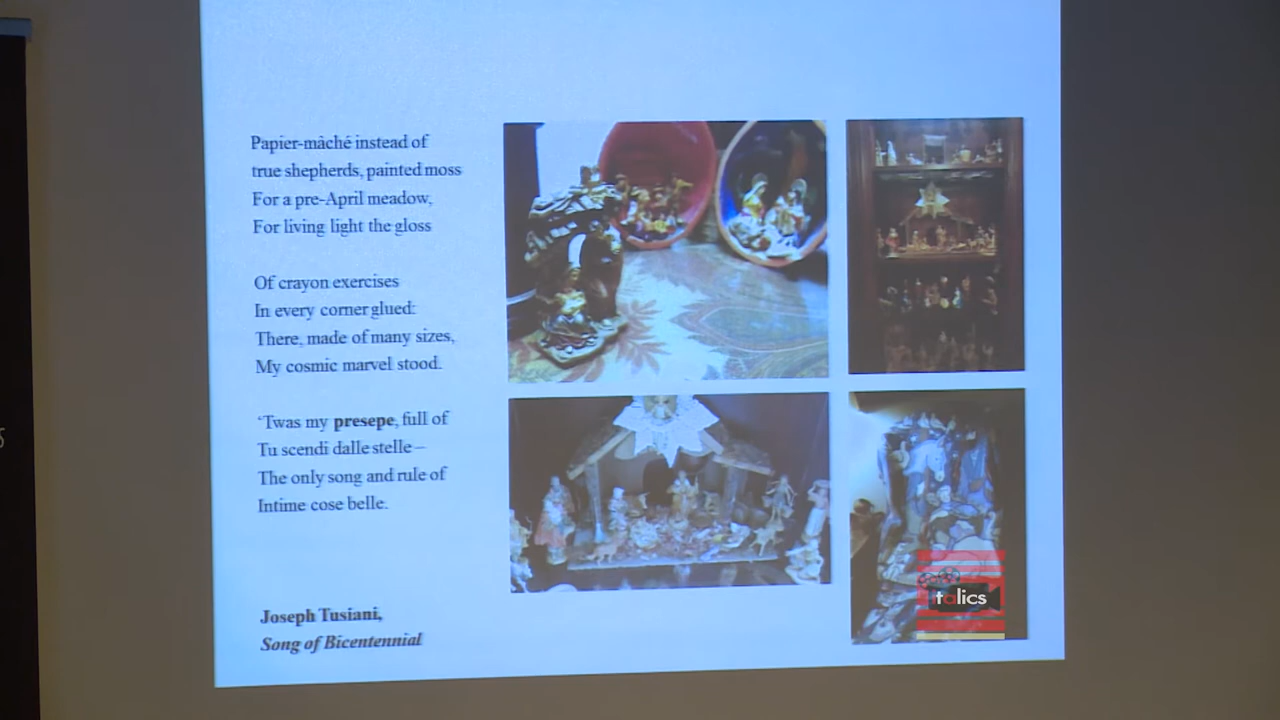 Papier-mâché instead of
true shepherds, painted moss
For a pre-April meadow,
For living light the gloss
Of crayon exercises
In every corner glued:
There, made of many sizes,
My cosmic marvel stood.
‘Twas my presepe, full of
Tu scendi dalle stelle—
The only song and rule of
Intime cose belle.
Joseph Tusiani,
Song of Bicentennial
italics